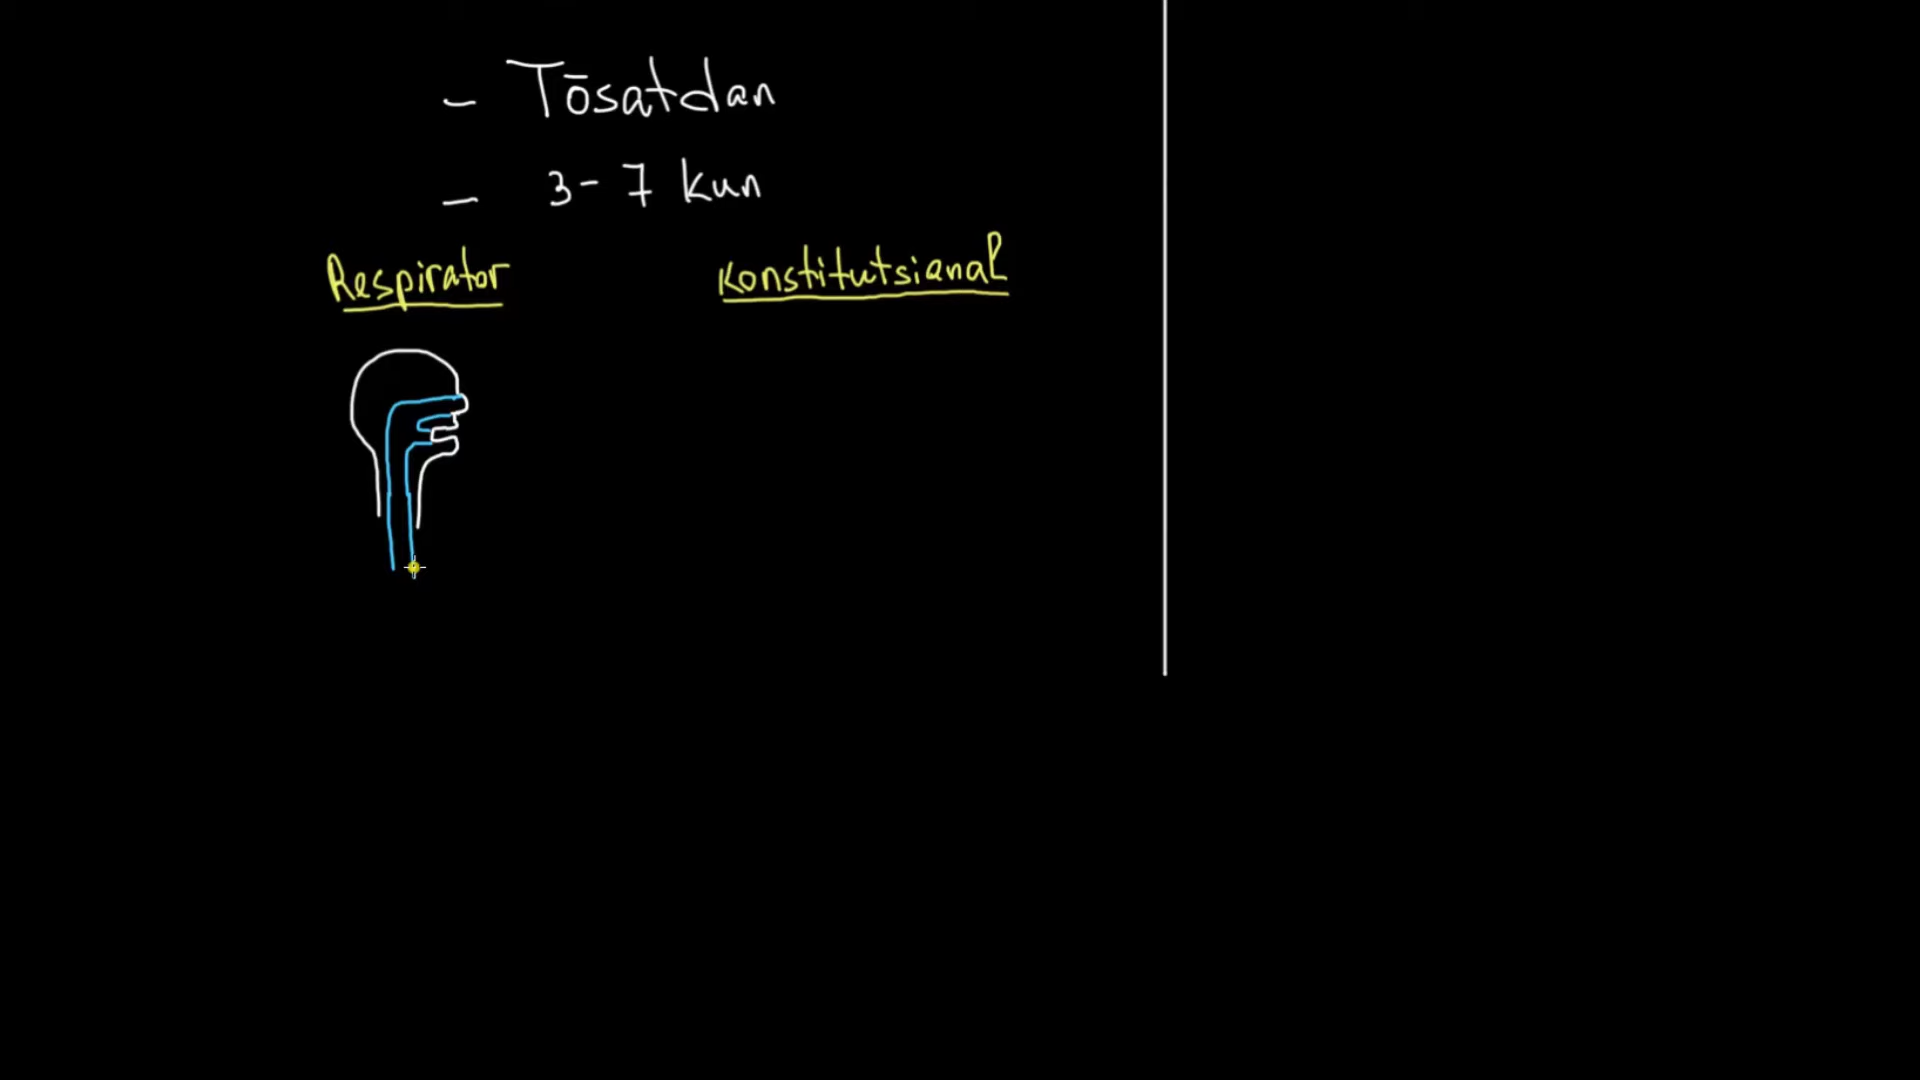 - Tōsatdan
- 3-7 kun
Respirator Konstitutsianal